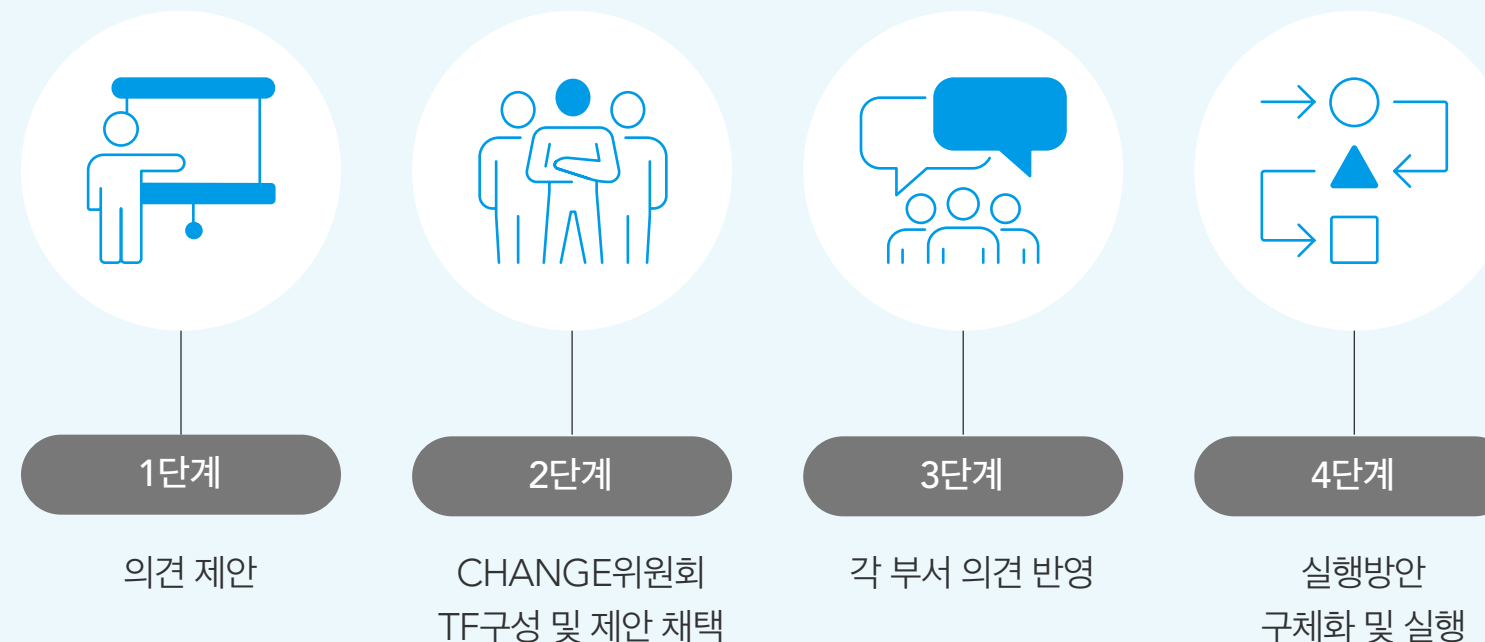 1단계
의견 제안
2단계
CHANGE위원회
TF구성 및 제안 채택
3단계
각 부서 의견 반영
4단계
실행방안
구체화 및 실행